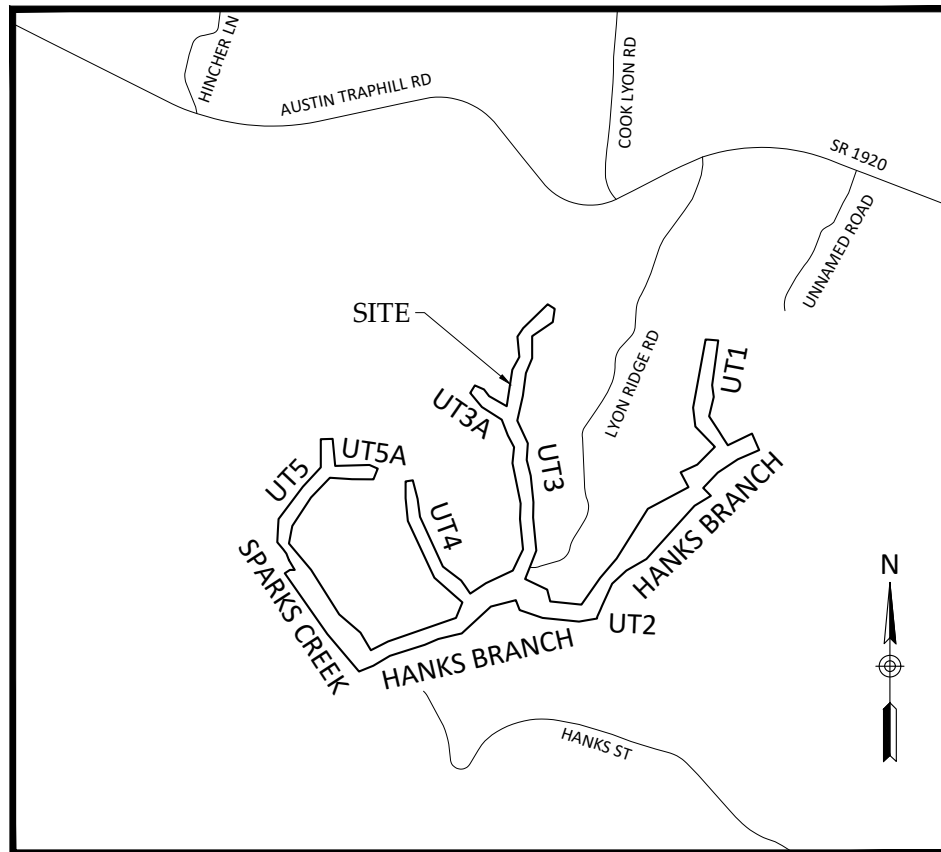 HINCHER LN
AUSTIN TRAPHILL RD
COOK LYON RD
SR 1920
UNNAMED ROAD
SITE
LYON RIDGE RD
UT1
UT3A
UT3
UT5A
UT5
UT4
HANKS BRANCH
SPARKS CREEK
N
UT2
HANKS BRANCH
HANKS ST